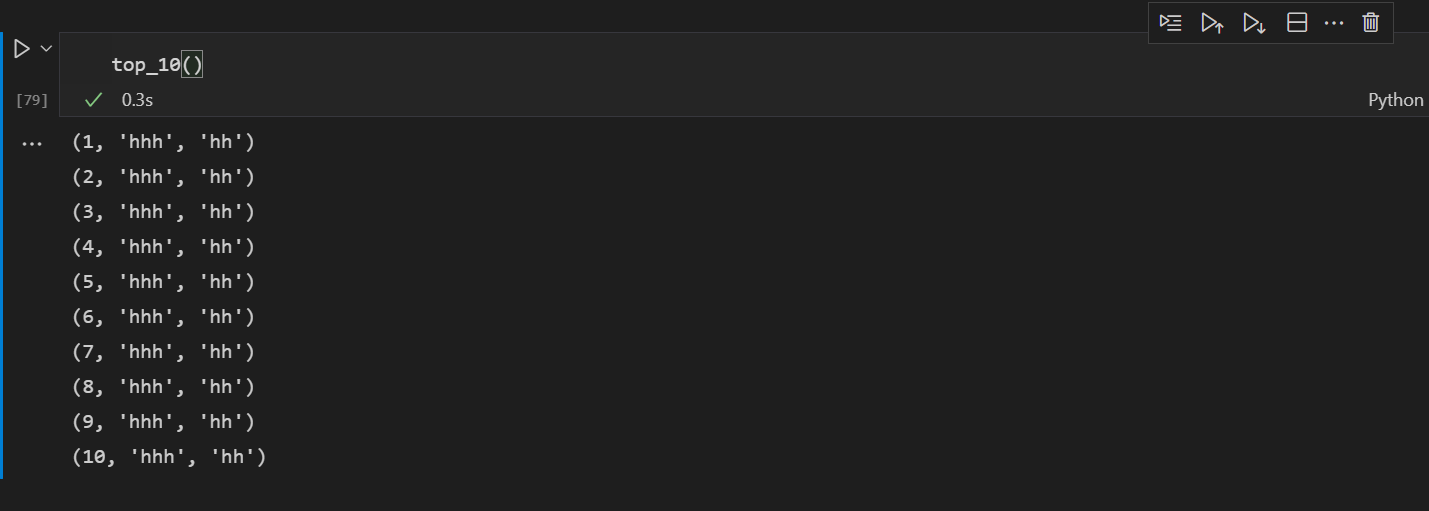 top_10()
[79] 0.3s Python
(1, 'hhh', 'hh')
(2, 'hhh', 'hh')
(3, 'hhh', 'hh')
(4, 'hhh', 'hh')
(5, 'hhh', 'hh')
(6, 'hhh', 'hh')
(7, 'hhh', 'hh')
(8, 'hhh', 'hh')
(9, 'hhh', 'hh')
(10, 'hhh', 'hh')